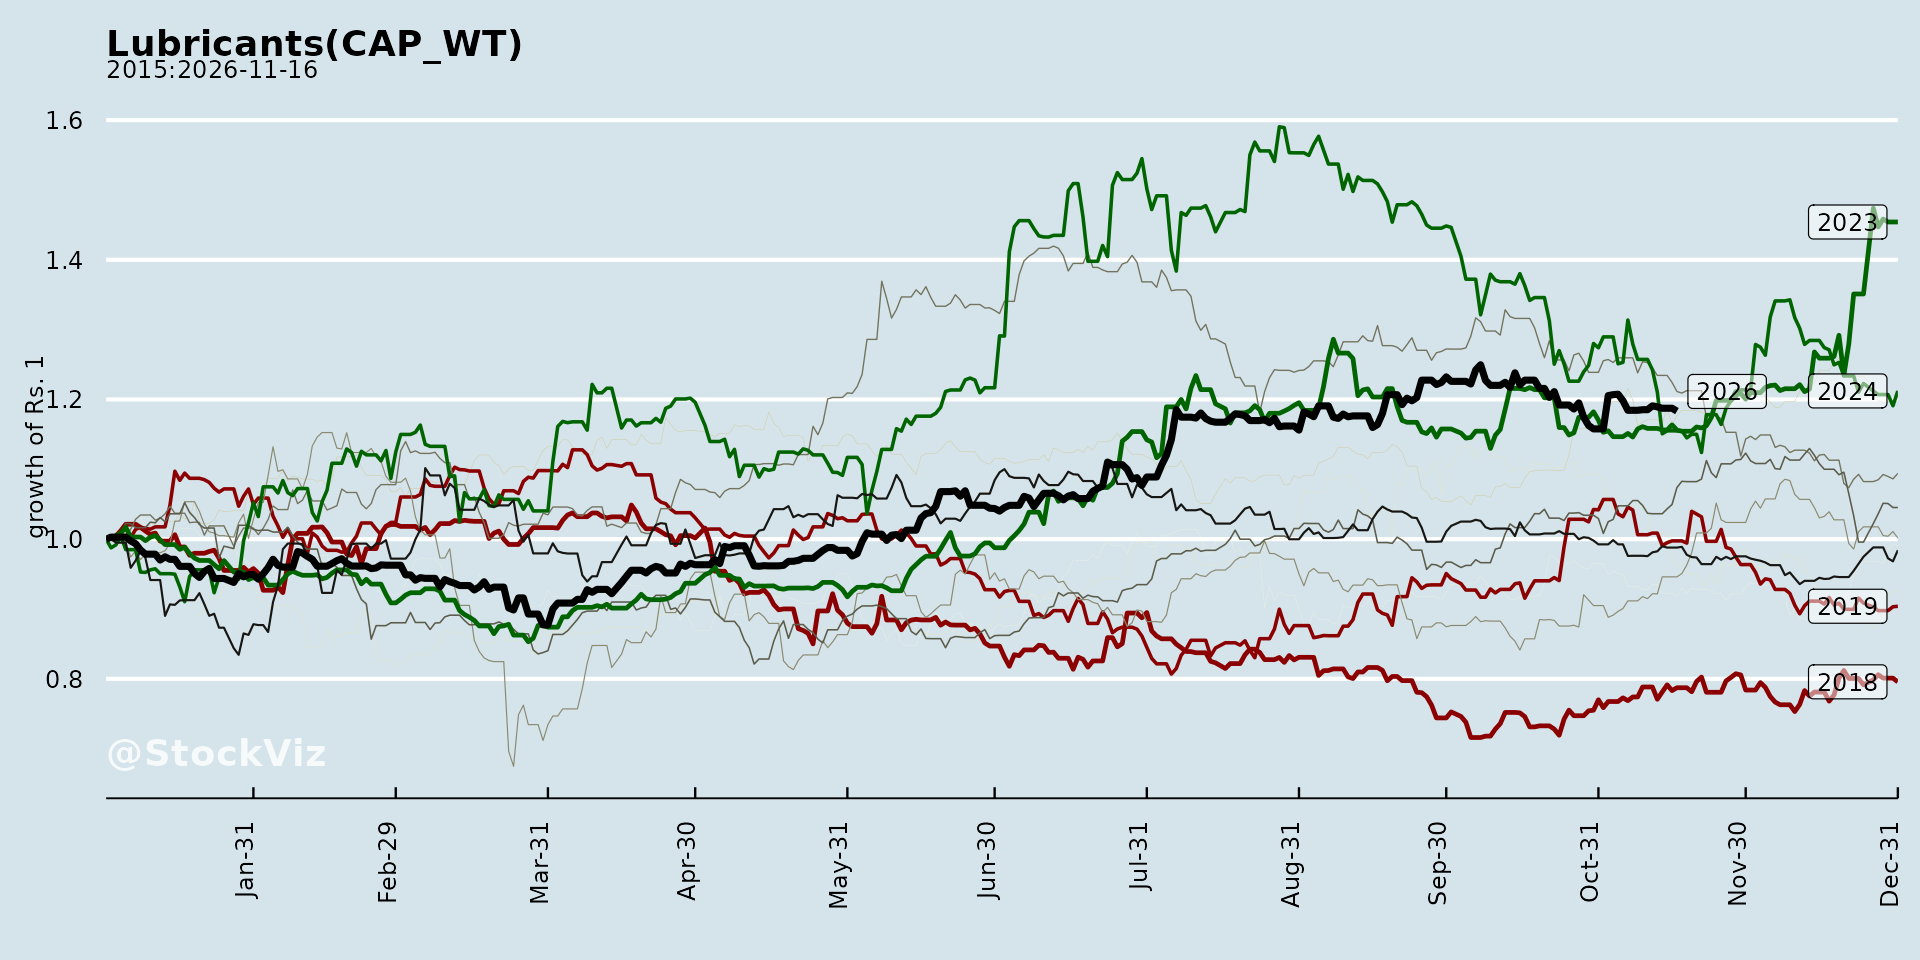 Lubricants(CAP_WT)
2015:2026-11-16
growth of Rs. 1
1.6
1.4
1.2
1.0
0.8
2023
2026
2024
2019
2018
@StockViz
Jan-31
Feb-29
Mar-31
Apr-30
May-31
Jun-30
Jul-31
Aug-31
Sep-30
Oct-31
Nov-30
Dec-31